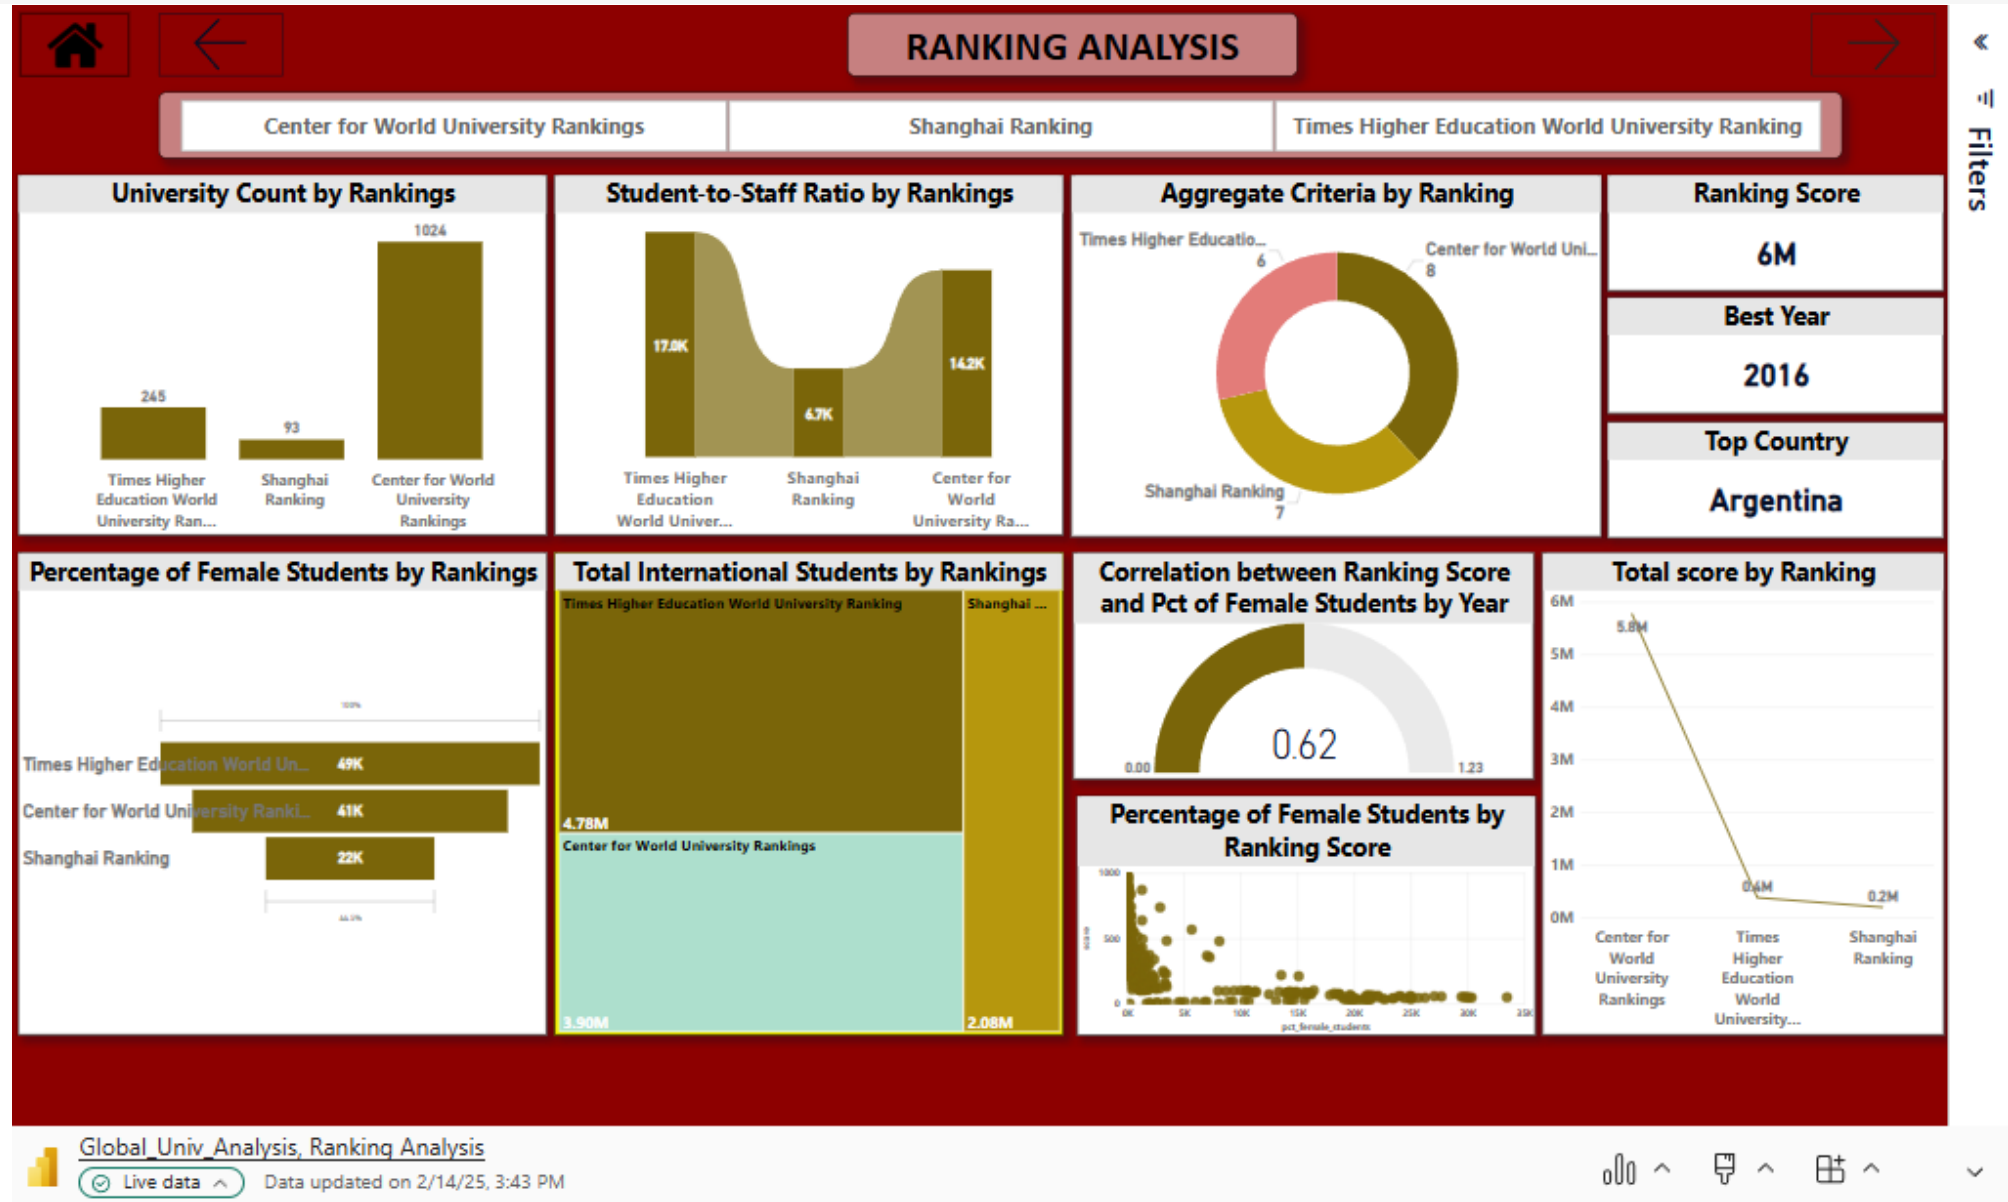 RANKING ANALYSIS
Center for World University Rankings
Shanghai Ranking
Times Higher Education World University Ranking
Filters
University Count by Rankings
1024
245
93
Times Higher
Education World
University Ran...
Shanghai
Ranking
Center for World
University
Rankings
Student-to-Staff Ratio by Rankings
17.0K
6.7K
14.2K
Times Higher
Education
World Univer...
Shanghai
Ranking
Center for
World
University Ra...
Aggregate Criteria by Ranking
Times Higher Educatio...
6
Center for World Uni...
8
Shanghai Ranking
7
Ranking Score
6M
Best Year
2016
Top Country
Argentina
Percentage of Female Students by Rankings
100%
Times Higher Education World Un...
49K
Center for World University Ranki...
41K
Shanghai Ranking
22K
Total International Students by Rankings
Times Higher Education World University Ranking
4.78M
Center for World University Rankings
3.90M
Shanghai ...
2.08M
Correlation between Ranking Score
and Pct of Female Students by Year
0.62
0.00
1.23
Percentage of Female Students by
Ranking Score
1000
500
0
score
0K
5K
10K
15K
20K
25K
30K
35K
pct_female_students
Total score by Ranking
6M
5M
4M
3M
2M
1M
0M
5.8M
0.4M
0.2M
Center for
World
University
Rankings
Times
Higher
Education
World
University...
Shanghai
Ranking
Global_Univ_Analysis, Ranking Analysis
Live data
Data updated on 2/14/25, 3:43 PM